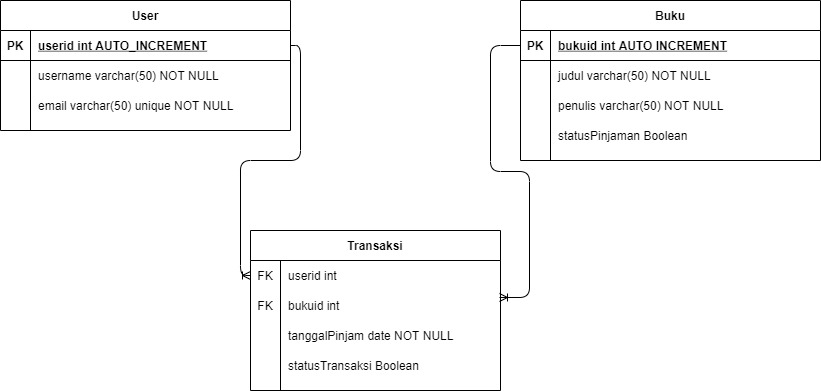 User
PK userid int AUTO_INCREMENT
username varchar(50) NOT NULL
email varchar(50) unique NOT NULL
Buku
PK bukuid int AUTO INCREMENT
judul varchar(50) NOT NULL
penulis varchar(50) NOT NULL
statusPinjaman Boolean
Transaksi
FK userid int
FK bukuid int
tanggalPinjam date NOT NULL
statusTransaksi Boolean